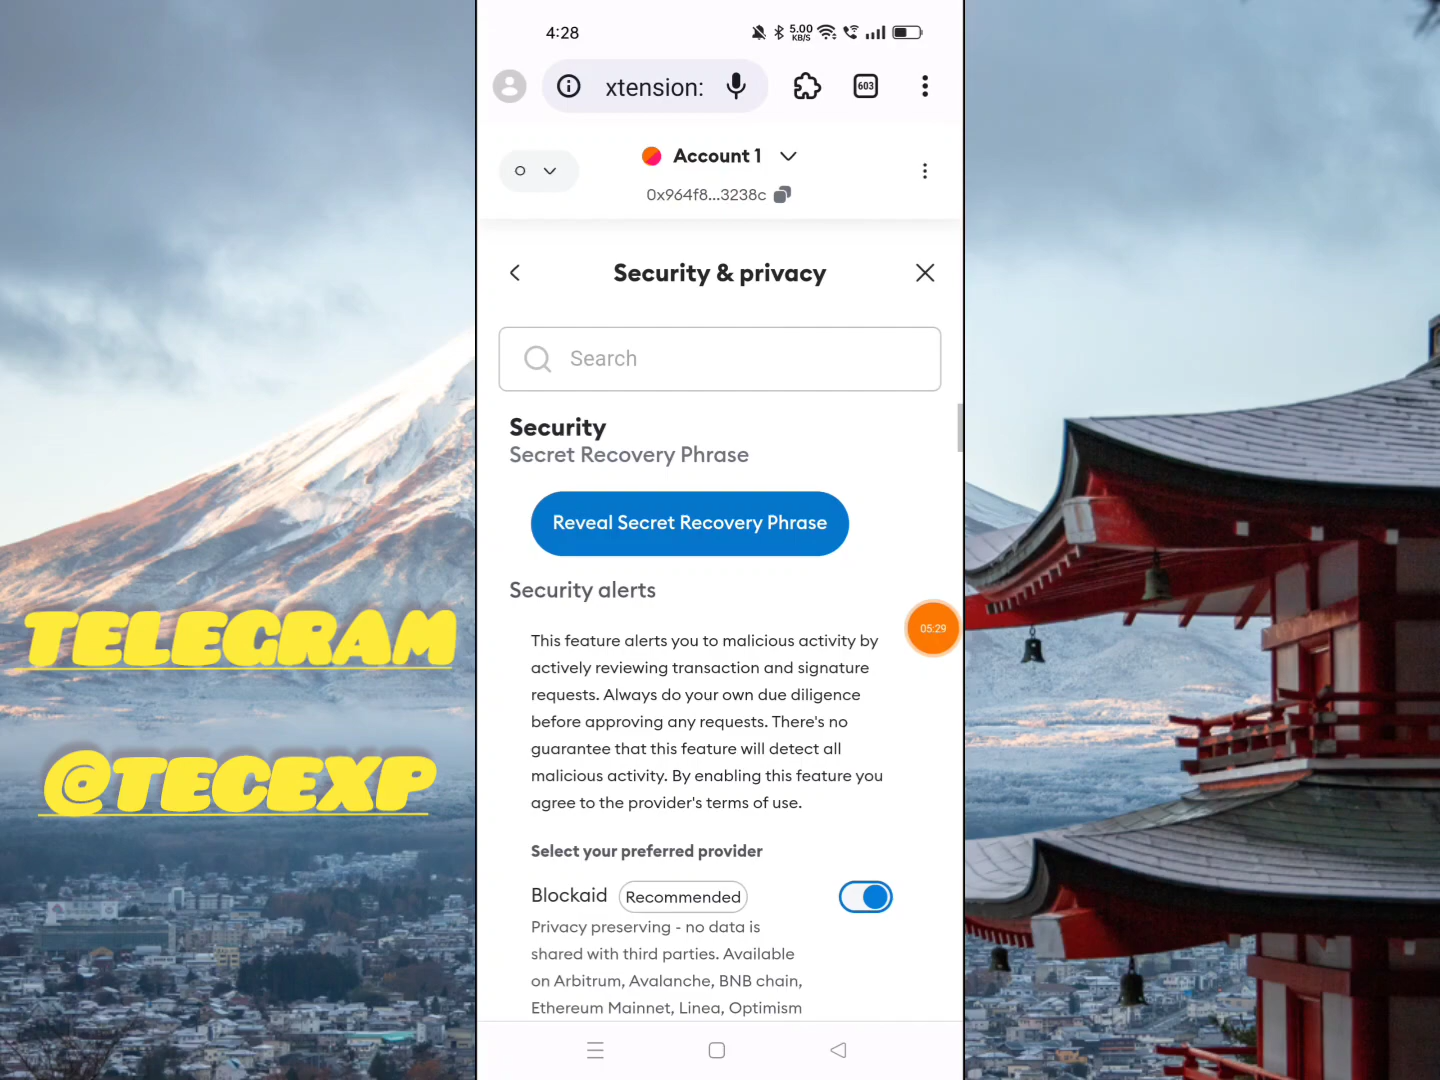 4:28
5.00
KB/S
xtension:
603
Account 1
0x964f8...3238c
Security & privacy
Search
Security
Secret Recovery Phrase
Reveal Secret Recovery Phrase
Security alerts
This feature alerts you to malicious activity by
actively reviewing transaction and signature
requests. Always do your own due diligence
before approving any requests. There's no
guarantee that this feature will detect all
malicious activity. By enabling this feature you
agree to the provider's terms of use.
Select your preferred provider
Blockaid Recommended
Privacy preserving - no data is
shared with third parties. Available
on Arbitrum, Avalanche, BNB chain,
Ethereum Mainnet, Linea, Optimism
05:29
TELEGRAM
@TECEXP